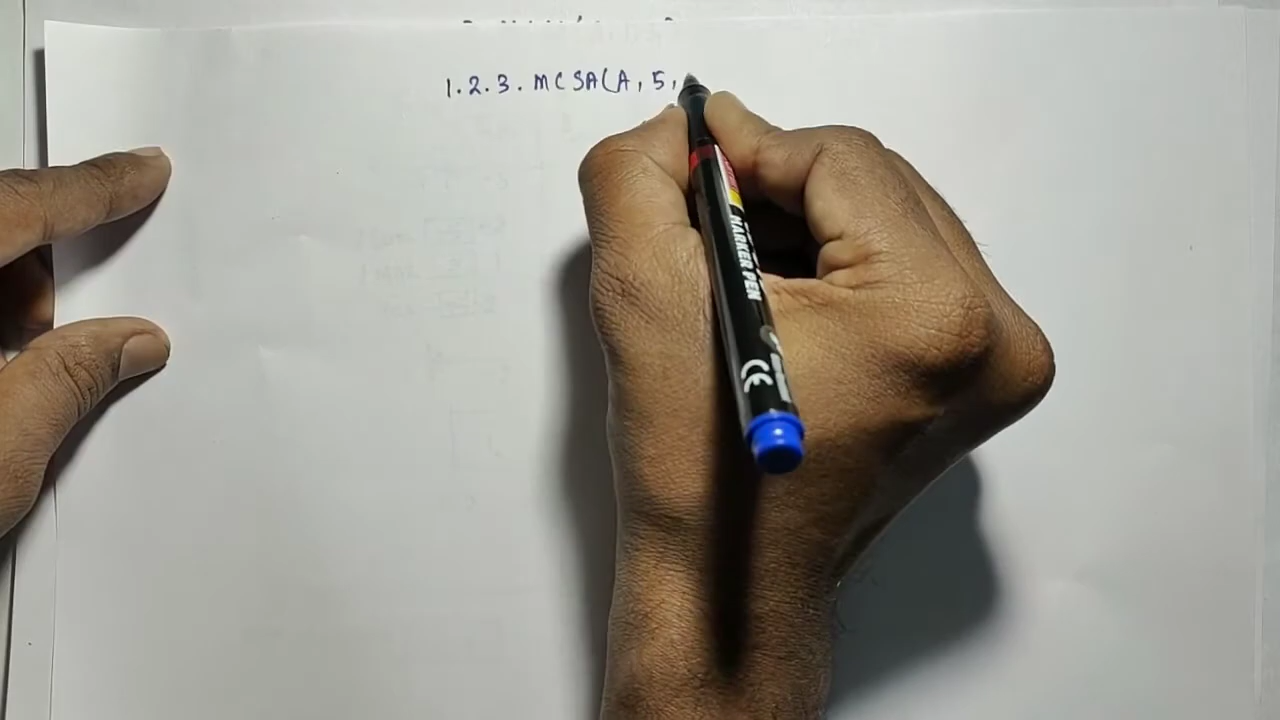 1.2.3. MCSA(A, 5,
MARKER PEN
CE